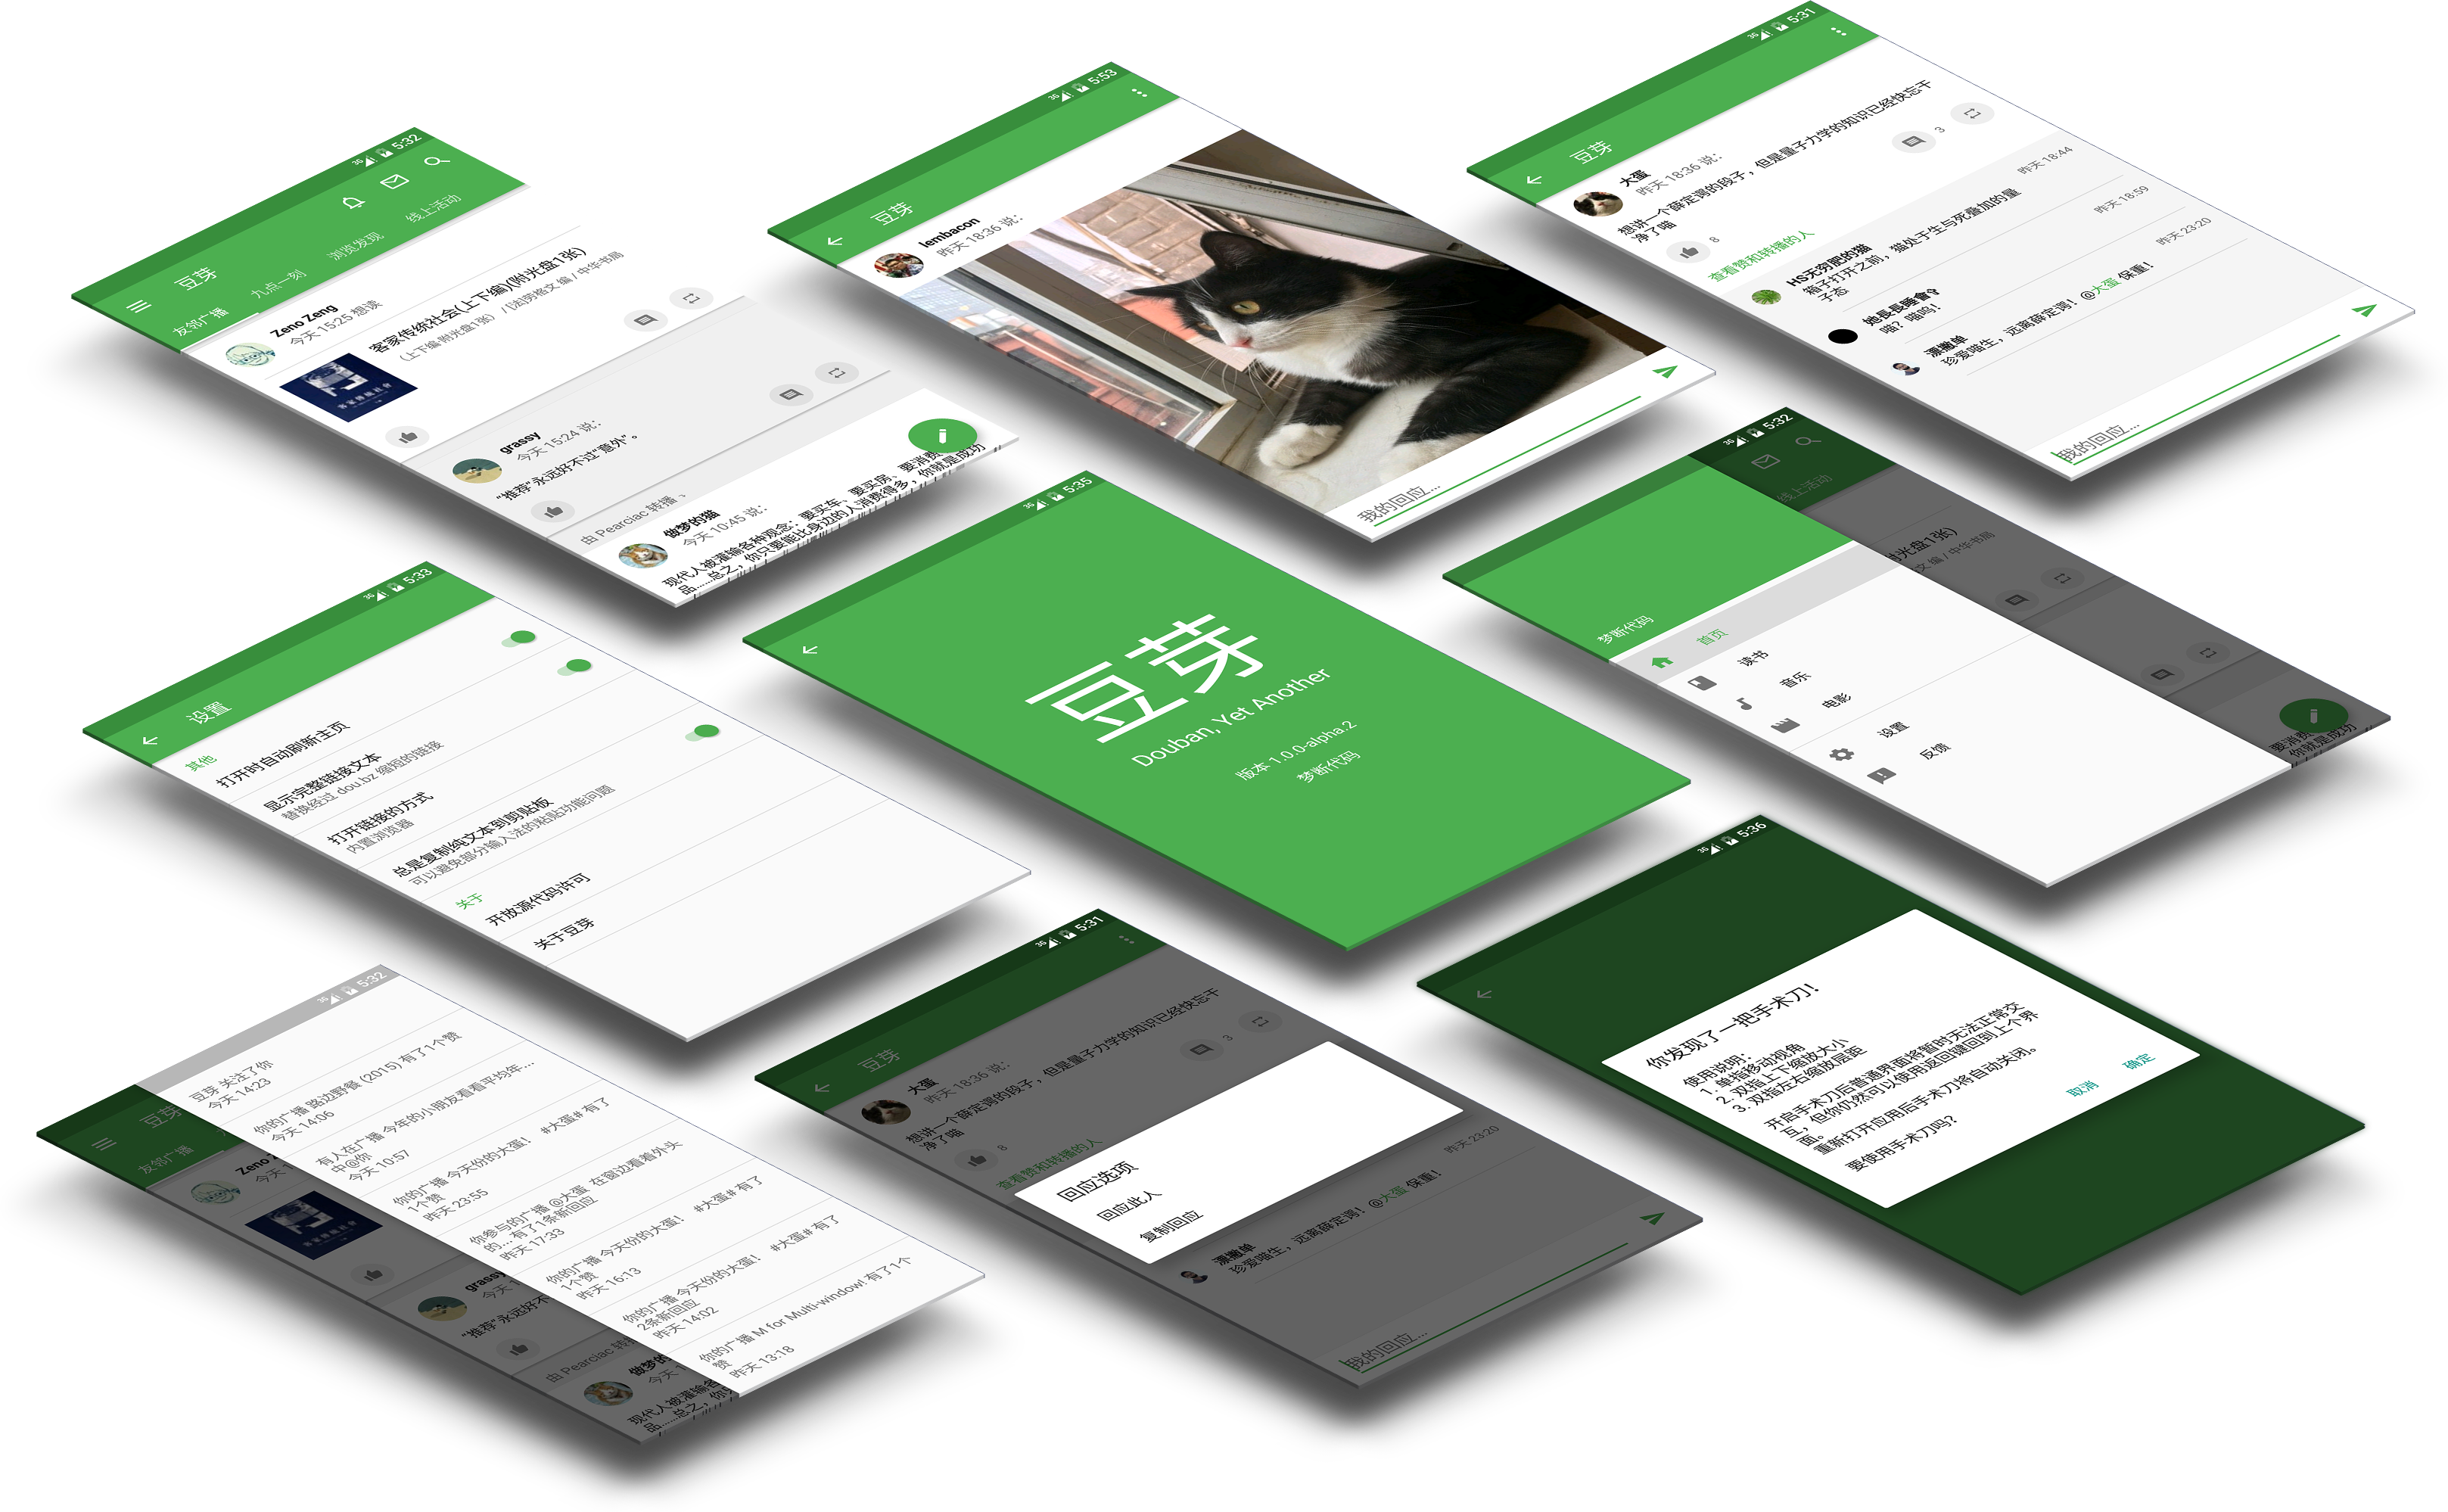 5:32
豆芽
友邻广播
九点一刻
浏览发现
线上活动
Zeno Zeng
今天 15:25 想读
客家传统社会(上下编)(附光盘1张)
(上下编·附光盘1张) / [法]劳格文 编 / 中华书局
客家傳統社會
grassy
今天 15:24 说：
“推荐”永远好不过“意外”。
由 Pearciac 转播
做梦的猫
今天 10:45 说：
现代人被灌输各种观念：要买车、要买房、要消费
品……总之，你只要能比身边的人消费得多，你就是成功
5:53
豆芽
lembacon
昨天 18:36 说：
我的回应…
5:31
豆芽
大蛋
昨天 18:36 说：
想讲一个薛定谔的段子，但是量子力学的知识已经快忘干
净了喵
8
3
查看赞和转播的人
HS无穷肥的猫
昨天 18:44
箱子打开之前，猫处于生与死叠加的量
子态
她長長睡會?
昨天 18:59
喵？喵呜！
漂撇单
昨天 23:20
珍爱喵生，远离薛定谔！@大蛋 保重！
我的回应…
5:33
设置
其他
打开时自动刷新主页
显示完整链接文本
替换经过 dou.bz 缩短的链接
打开链接的方式
内置浏览器
总是复制纯文本到剪贴板
可以避免部分输入法的粘贴功能问题
关于
开放源代码许可
关于豆芽
5:35
豆芽
Douban, Yet Another
版本 1.0.0-alpha.2
梦断代码
5:32
线上活动
梦断代码
首页
读书
音乐
电影
设置
反馈
附光盘1张)
文 编 / 中华书局
要消费
你就是成功
5:32
豆芽
友邻广播
Zeno Z
今天 1
grassy
今天 1
“推荐”永远好不
由 Pearciac 转
做梦的
今天 1
现代人被灌输各
品……总之，你
豆芽 关注了你
今天 14:23
你的广播 路边野餐 (2015) 有了1个赞
今天 14:06
有人在广播 今年的小朋友看看平均年…
中@你
今天 10:57
你的广播 今天份的大蛋！ #大蛋# 有了
1个赞
昨天 23:55
你参与的广播 @大蛋 在窗边看着外头
的… 有了1条新回应
昨天 17:33
你的广播 今天份的大蛋！ #大蛋# 有了
1个赞
昨天 16:13
你的广播 今天份的大蛋！ #大蛋# 有了
2条新回应
昨天 14:02
你的广播 M for Multi-window! 有了1个
赞
昨天 13:18
5:31
豆芽
大蛋
昨天 18:36 说：
想讲一个薛定谔的段子，但是量子力学的知识已经快忘干
净了喵
8
3
查看赞和转播的人
回应选项
回应此人
复制回应
昨天 23:20
漂撇单
珍爱喵生，远离薛定谔！@大蛋 保重！
我的回应…
5:36
你发现了一把手术刀！
使用说明：
1. 单指移动视角
2. 双指上下缩放大小
3. 双指左右缩放层距
开启手术刀后普通界面将暂时无法正常交
互，但你仍然可以使用返回键回到上个界
面。
重新打开应用后手术刀将自动关闭。
要使用手术刀吗？
取消
确定